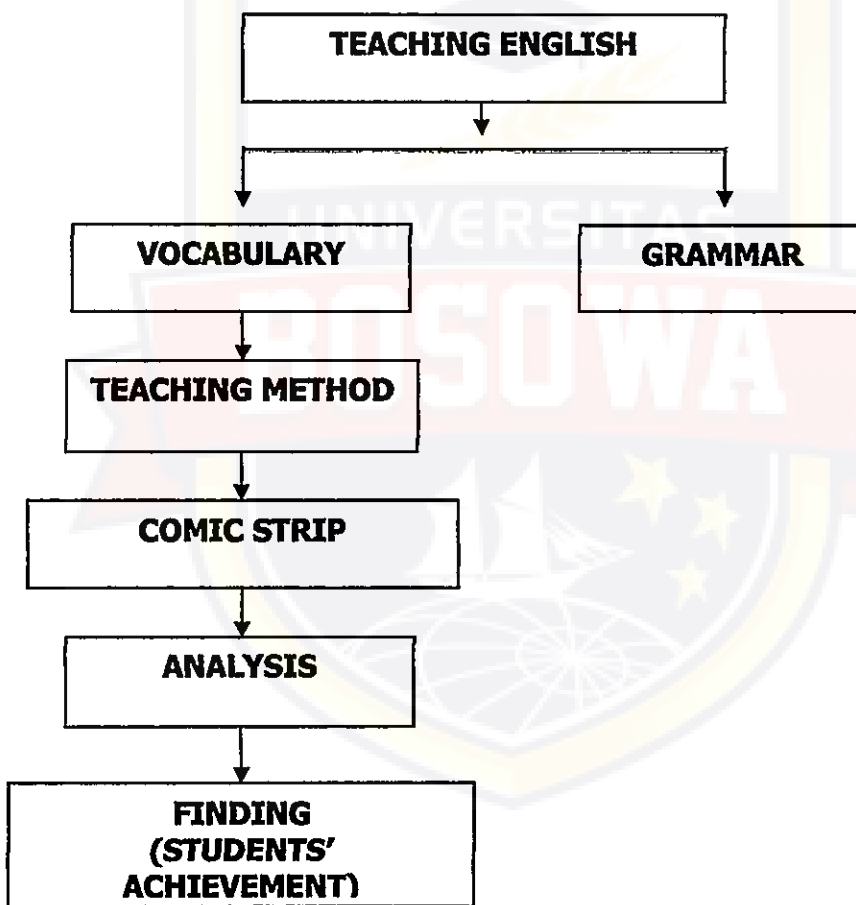 TEACHING ENGLISH
VOCABULARY
GRAMMAR
TEACHING METHOD
COMIC STRIP
ANALYSIS
FINDING
(STUDENTS'
ACHIEVEMENT)
UNIVERSITAS
BOSOWA